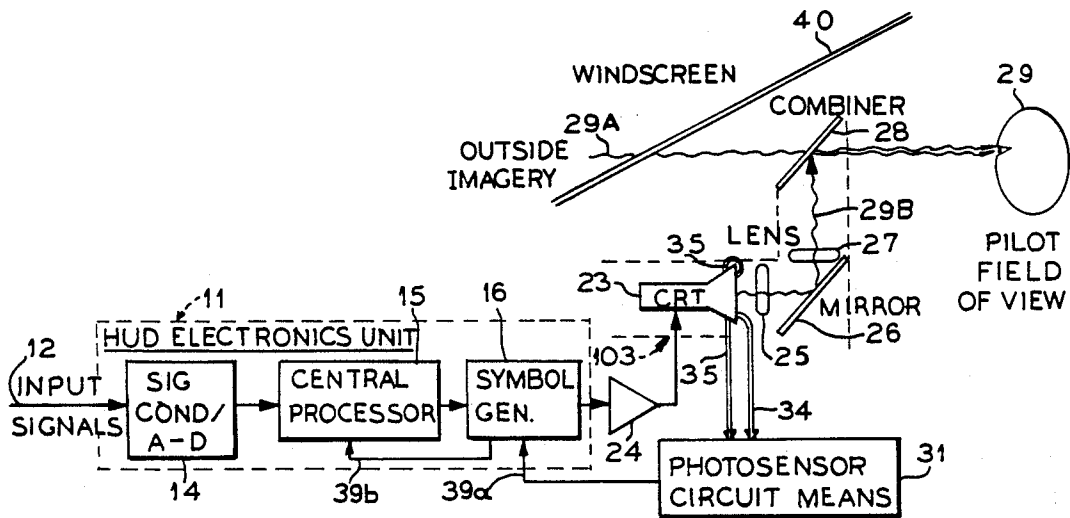 40
WINDSCREEN
COMBINER
29
28
29A
OUTSIDE
IMAGERY
29B
LENS
27
35
PILOT
FIELD
OF VIEW
23
CRT
MIRROR
26
25
11
15
16
HUD ELECTRONICS UNIT
103
12
INPUT
SIGNALS
SIG
COND/
A-D
CENTRAL
PROCESSOR
SYMBOL
GEN.
35
34
24
31
PHOTOSENSOR
CIRCUIT MEANS
14
39b
39a